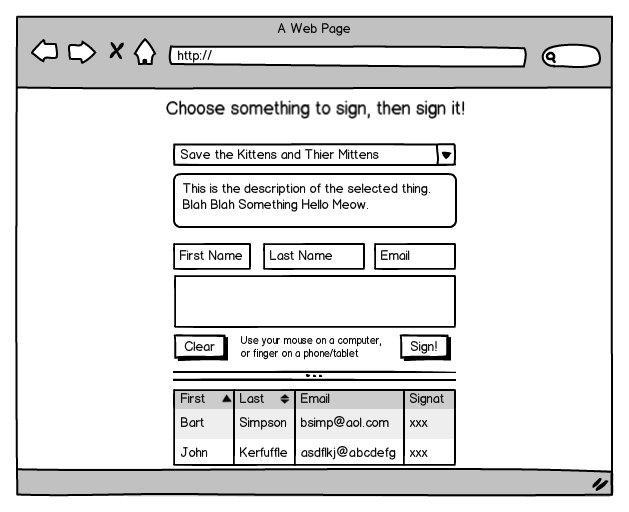 A Web Page
http://
Choose something to sign, then sign it!
Save the Kittens and Thier Mittens
This is the description of the selected thing.
Blah Blah Something Hello Meow.
First Name Last Name Email
Clear Use your mouse on a computer, Sign!
or finger on a phone/tablet
First Last Email Signat
Bart Simpson bsimp@aol.com xxx
John Kerfuffle asdflkj@abcdefg xxx